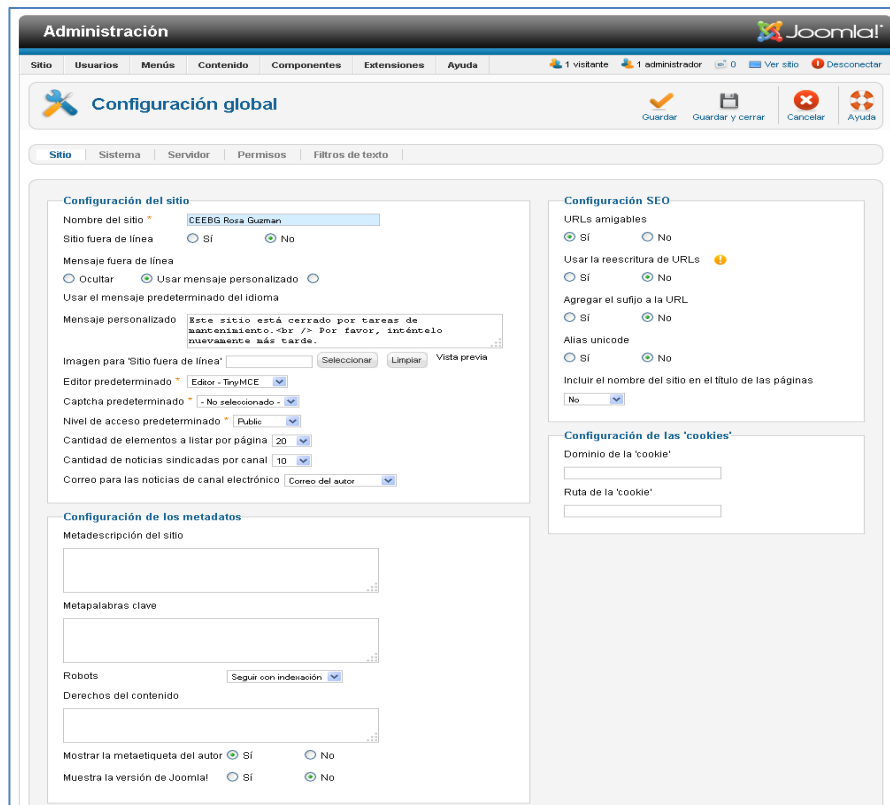 Administración
Joomla!
Sitio Usuarios Menús Contenido Componentes Extensiones Ayuda 1 visitante 1 administrador 0 Ver sitio Desconectar
Configuración global
Guardar Guardar y cerrar Cancelar Ayuda
Sitio Sistema Servidor Permisos Filtros de texto
Configuración del sitio
Nombre del sitio * CEEBG Rosa Guzman
Sitio fuera de línea Sí No
Mensaje fuera de línea
Ocultar Usar mensaje personalizado
Usar el mensaje predeterminado del idioma
Mensaje personalizado Este sitio está cerrado por tareas de
mantenimiento.<br /> Por favor, inténtelo
nuevamente más tarde.
Imagen para 'Sitio fuera de línea' Seleccionar Limpiar Vista previa
Editor predeterminado * Editor - TinyMCE
Captcha predeterminado * - No seleccionado -
Nivel de acceso predeterminado * Public
Cantidad de elementos a listar por página 20
Cantidad de noticias sindicadas por canal 10
Correo para las noticias de canal electrónico Correo del autor
Configuración de los metadatos
Metadescripción del sitio
Metapalabras clave
Robots Seguir con indexación
Derechos del contenido
Mostrar la metaetiqueta del autor Sí No
Muestra la versión de Joomla! Sí No
Configuración SEO
URLs amigables
Sí No
Usar la reescritura de URLs
Sí No
Agregar el sufijo a la URL
Sí No
Alias unicode
Sí No
Incluir el nombre del sitio en el título de las páginas
No
Configuración de las 'cookies'
Dominio de la 'cookie'
Ruta de la 'cookie'